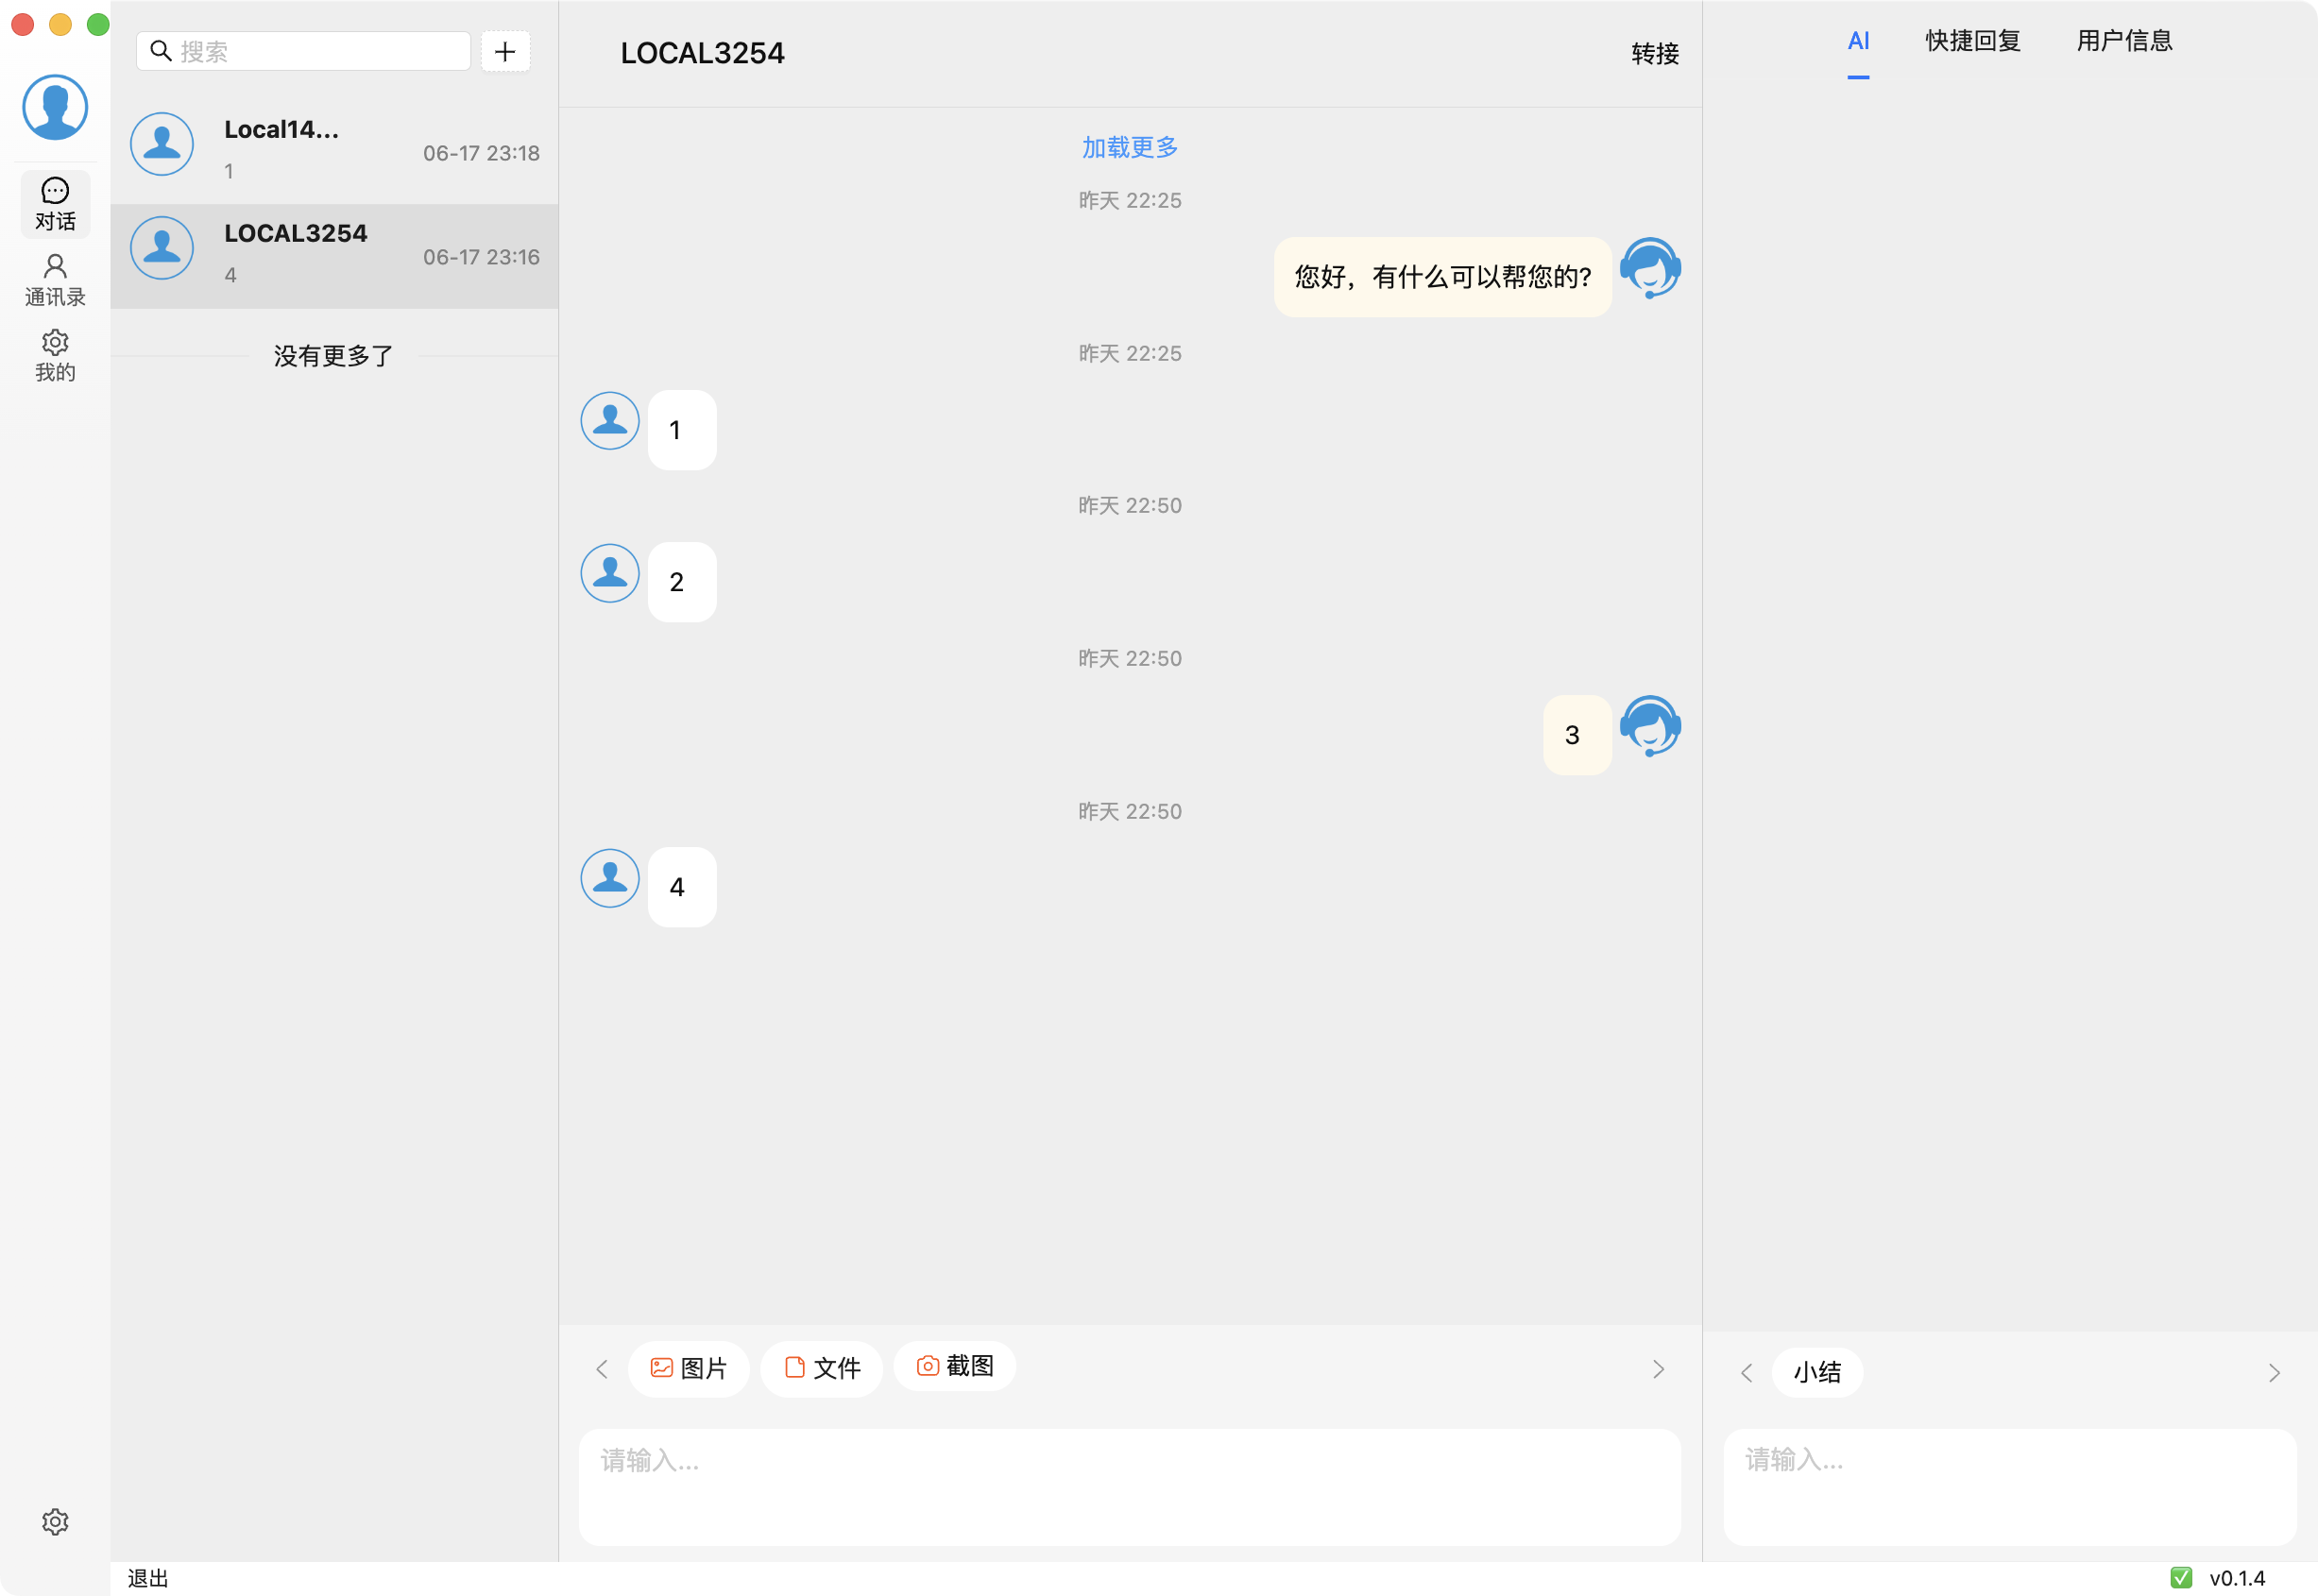 对话
通讯录
我的
搜索
Local14...
06-17 23:18
1
LOCAL3254
06-17 23:16
4
没有更多了
LOCAL3254
转接
加载更多
昨天 22:25
您好，有什么可以帮您的?
昨天 22:25
1
昨天 22:50
2
昨天 22:50
3
昨天 22:50
4
图片
文件
截图
请输入...
AI
快捷回复
用户信息
小结
请输入...
退出
v0.1.4